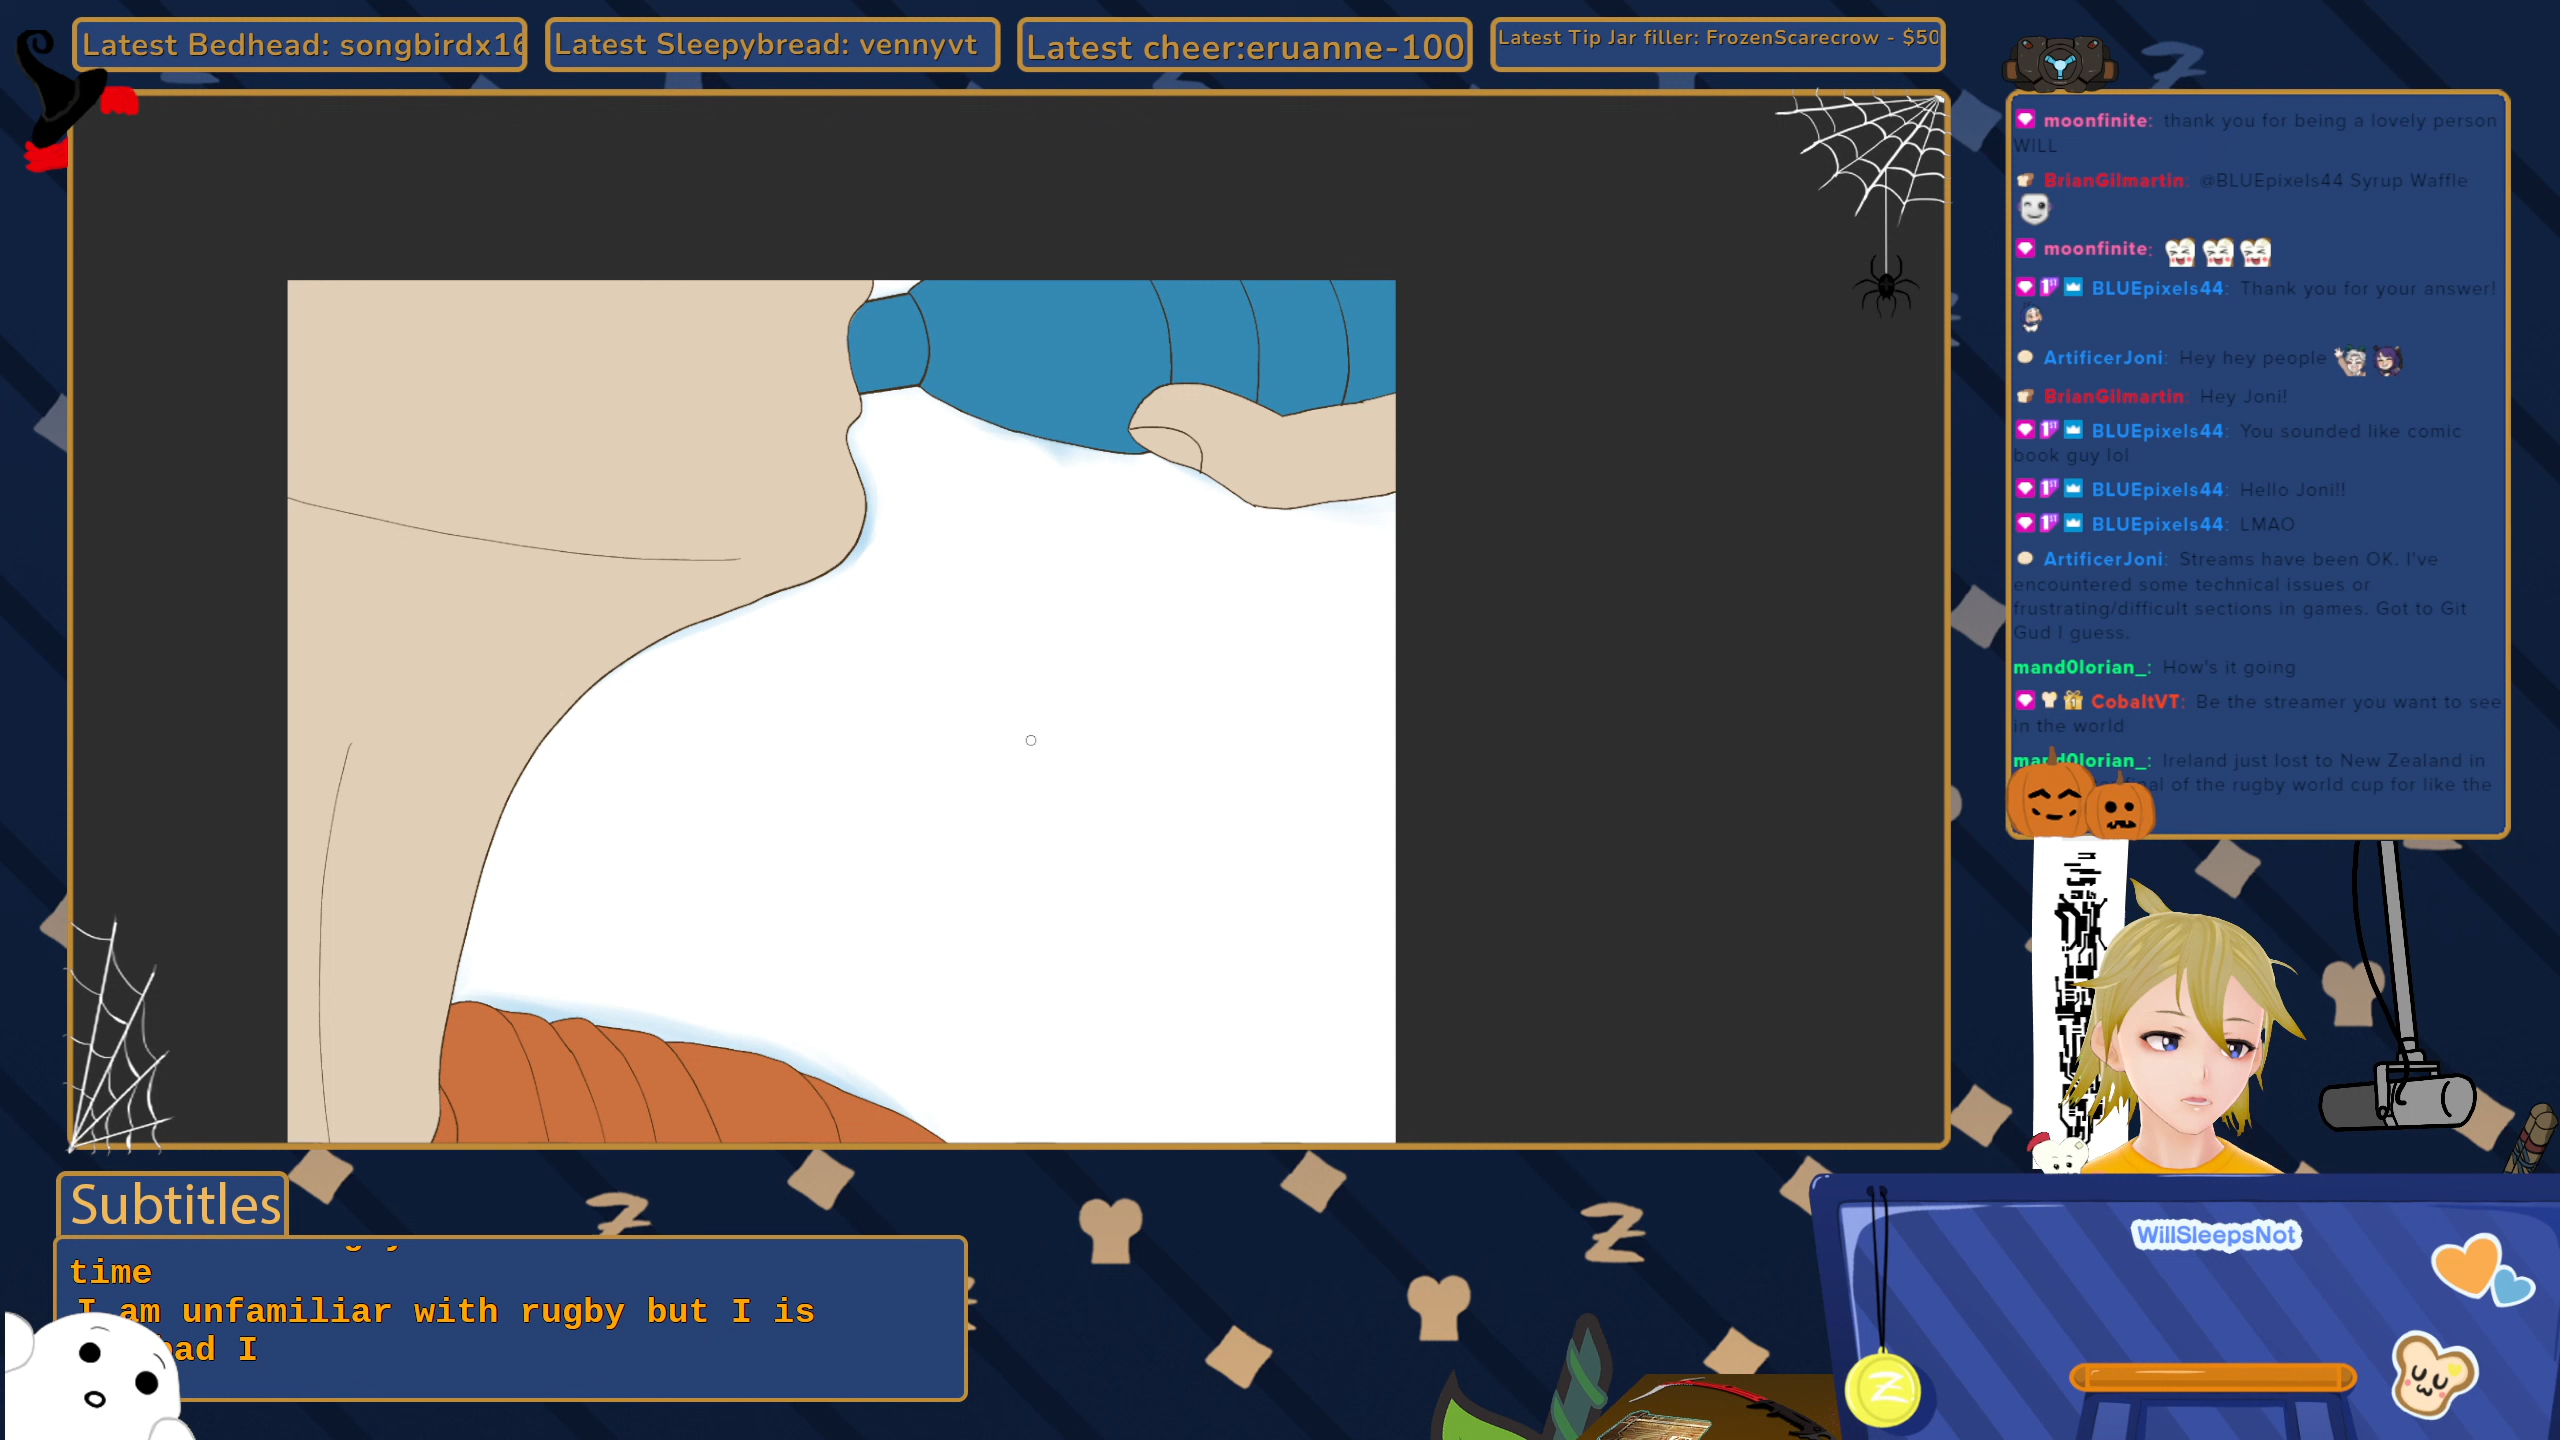 Latest Bedhead: songbirdx16
Latest Sleepybread: vennyvt
Latest cheer:eruanne-100
Latest Tip Jar filler: FrozenScarecrow - $50
moonfinite: thank you for being a lovely person
WILL
BrianGilmartin: @BLUEpixels44 Syrup Waffle
moonfinite:
BLUEpixels44: Thank you for your answer!
ArtificerJoni: Hey hey people
BrianGilmartin: Hey Joni!
BLUEpixels44: You sounded like comic
book guy lol
BLUEpixels44: Hello Joni!!
BLUEpixels44: LMAO
ArtificerJoni: Streams have been OK. I've
encountered some technical issues or
frustrating/difficult sections in games. Got to Git
Gud I guess.
mand0lorian_: How's it going
CobaltVT: Be the streamer you want to see
in the world
mand0lorian_: Ireland just lost to New Zealand in
of the rugby world cup for like the
Subtitles
time
I am unfamiliar with rugby but I is
I
WillSleepsNot
Z